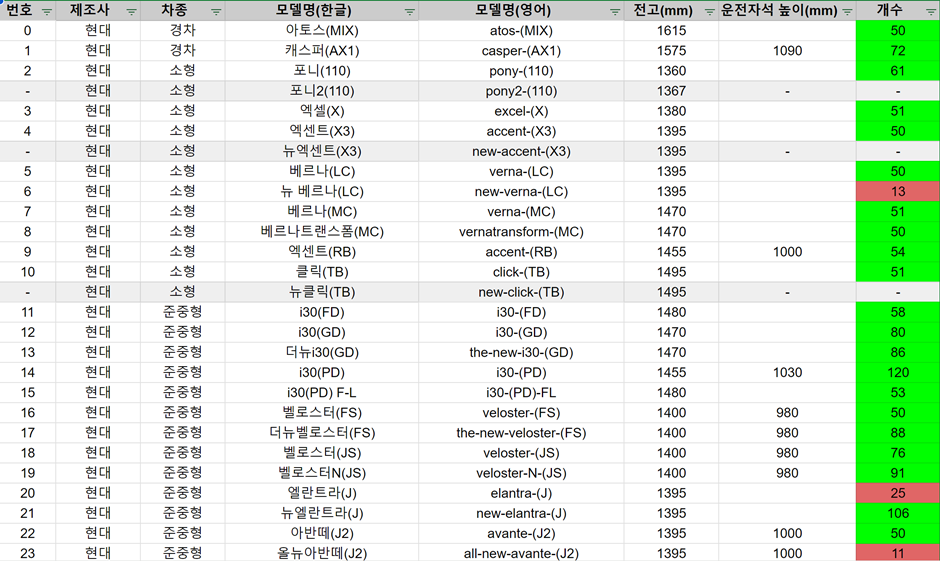 번호 제조사 차종 모델명(한글) 모델명(영어) 전고(mm) 운전자석 높이(mm) 개수
0 현대 경차 아토스(MIX) atos-(MIX) 1615 50
1 현대 경차 캐스퍼(AX1) casper-(AX1) 1575 1090 72
2 현대 소형 포니(110) pony-(110) 1360 61
- 현대 소형 포니2(110) pony2-(110) 1367 - -
3 현대 소형 엑셀(X) excel-(X) 1380 51
4 현대 소형 엑센트(X3) accent-(X3) 1395 50
- 현대 소형 뉴엑센트(X3) new-accent-(X3) 1395 - -
5 현대 소형 베르나(LC) verna-(LC) 1395 50
6 현대 소형 뉴 베르나(LC) new-verna-(LC) 1395 13
7 현대 소형 베르나(MC) verna-(MC) 1470 51
8 현대 소형 베르나트랜스폼(MC) vernatransform-(MC) 1470 50
9 현대 소형 엑센트(RB) accent-(RB) 1455 1000 54
10 현대 소형 클릭(TB) click-(TB) 1495 51
- 현대 소형 뉴클릭(TB) new-click-(TB) 1495 - -
11 현대 준중형 i30(FD) i30-(FD) 1480 58
12 현대 준중형 i30(GD) i30-(GD) 1470 80
13 현대 준중형 더뉴i30(GD) the-new-i30-(GD) 1470 86
14 현대 준중형 i30(PD) i30-(PD) 1455 1030 120
15 현대 준중형 i30(PD) F-L i30-(PD)-FL 1480 53
16 현대 준중형 벨로스터(FS) veloster-(FS) 1400 980 50
17 현대 준중형 더뉴벨로스터(FS) the-new-veloster-(FS) 1400 980 88
18 현대 준중형 벨로스터(JS) veloster-(JS) 1400 980 76
19 현대 준중형 벨로스터N(JS) veloster-N-(JS) 1400 980 91
20 현대 준중형 엘란트라(J) elantra-(J) 1395 25
21 현대 준중형 뉴엘란트라(J) new-elantra-(J) 1395 106
22 현대 준중형 아반떼(J2) avante-(J2) 1395 1000 50
23 현대 준중형 올뉴아반떼(J2) all-new-avante-(J2) 1395 1000 11